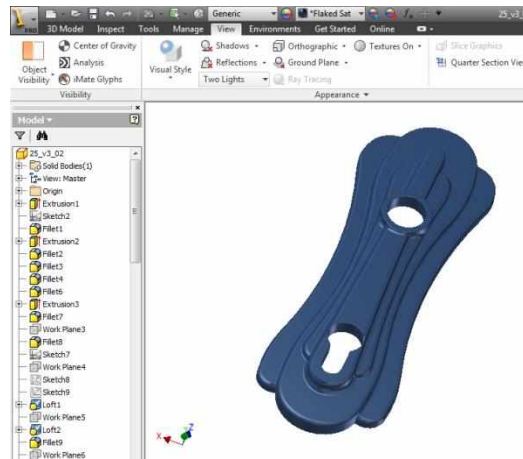 PRO
Generic
*Flaked Sat
25_v3
3D Model Inspect Tools Manage View Environments Get Started Online
Object Visibility
Center of Gravity
Analysis
iMate Glyphs
Visibility
Visual Style
Shadows
Reflections
Two Lights
Orthographic
Ground Plane
Ray Tracing
Textures On
Appearance
Slice Graphics
Quarter Section Vie
Model
25_v3_02
Solid Bodies(1)
View: Master
Origin
Extrusion1
Sketch2
Fillet1
Extrusion2
Fillet2
Fillet3
Fillet4
Fillet6
Extrusion3
Fillet7
Work Plane3
Fillet8
Sketch7
Work Plane4
Sketch8
Sketch9
Loft1
Work Plane5
Loft2
Fillet9
Work Plane6
X
Z